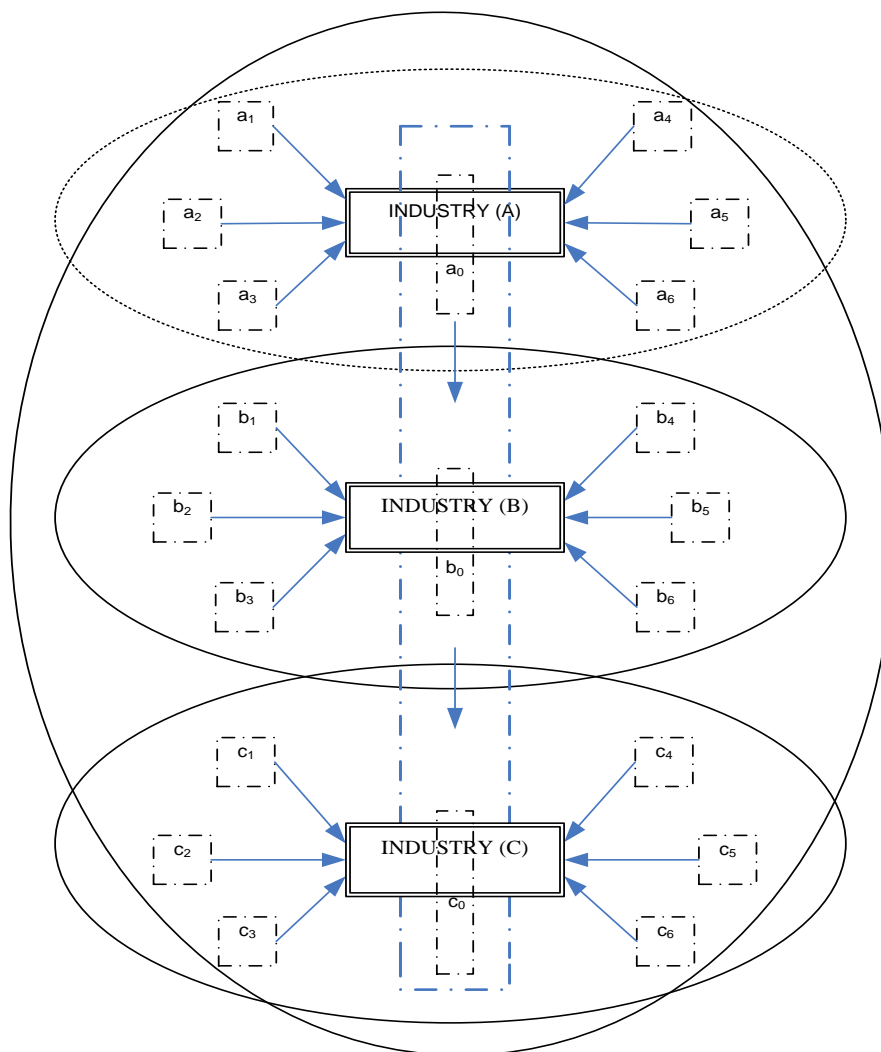 a₁
a₄
a₂
INDUSTRY (A)
a₅
a₀
a₃
a₆
b₁
b₄
b₂
INDUSTRY (B)
b₅
b₀
b₃
b₆
c₁
c₄
c₂
INDUSTRY (C)
c₅
c₀
c₃
c₆